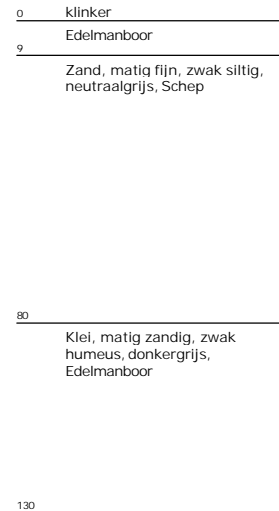 0 klinker
Edelmanboor
9
Zand, matig fijn, zwak siltig,
neutraalgrijs, Schep
80
Klei, matig zandig, zwak
humeus, donkergrijs,
Edelmanboor
130